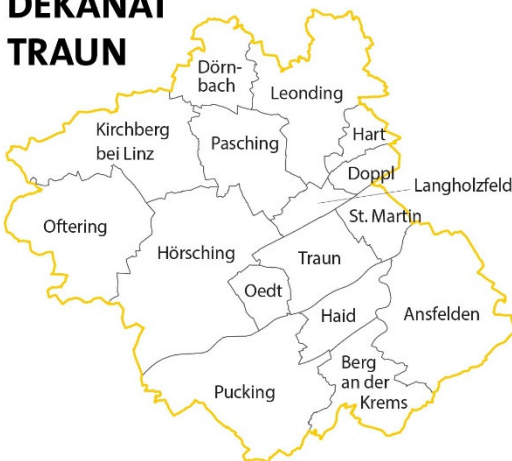 DEKANAT
TRAUN
Dörn-
bach
Leonding
Kirchberg
bei Linz
Pasching
Hart
Doppl
Langholzfeld
Oftering
St. Martin
Hörsching
Traun
Oedt
Haid
Ansfelden
Berg
an der
Krems
Pucking